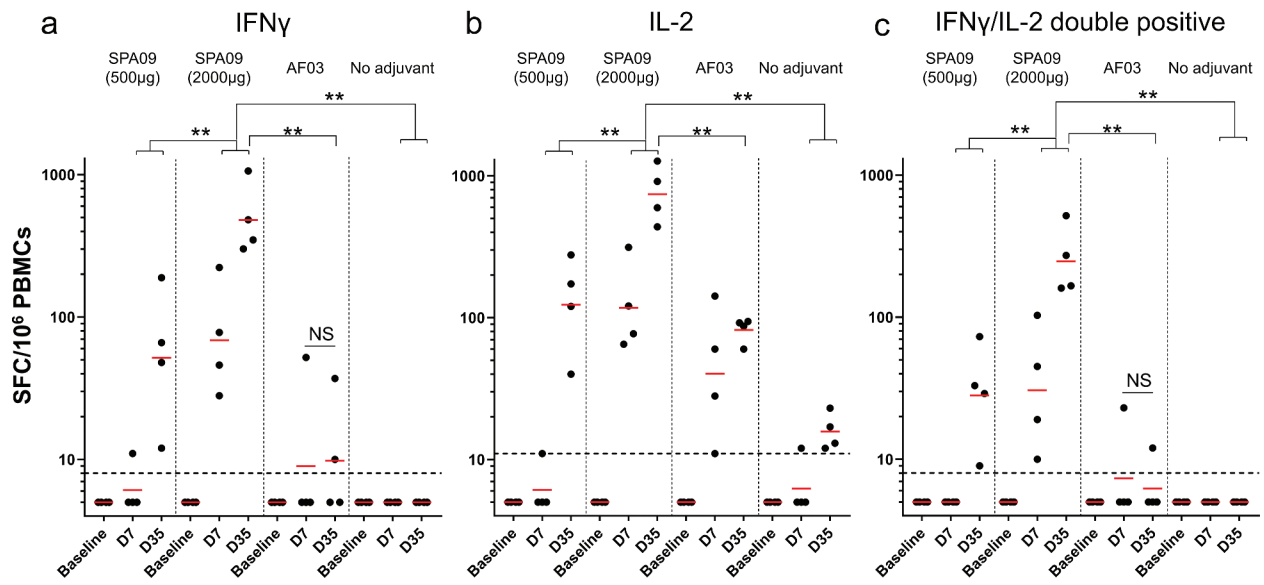 a IFNγ
SPA09 (500µg) SPA09 (2000µg) AF03 No adjuvant
**
** **
SFC/10⁶ PBMCs
1000
100
10
NS
Baseline D7 D35 Baseline D7 D35 Baseline D7 D35 Baseline D7 D35
b IL-2
SPA09 (500µg) SPA09 (2000µg) AF03 No adjuvant
**
** **
1000
100
10
Baseline D7 D35 Baseline D7 D35 Baseline D7 D35 Baseline D7 D35
c IFNγ/IL-2 double positive
SPA09 (500µg) SPA09 (2000µg) AF03 No adjuvant
**
** **
1000
100
10
NS
Baseline D7 D35 Baseline D7 D35 Baseline D7 D35 Baseline D7 D35